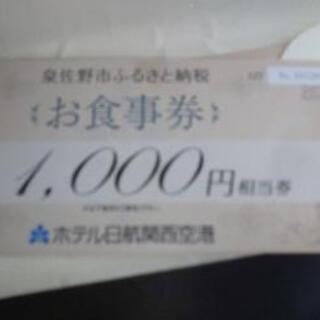 泉佐野市ふるさと納税
《お食事券》
1,000円相当券
ホテル日航関西空港